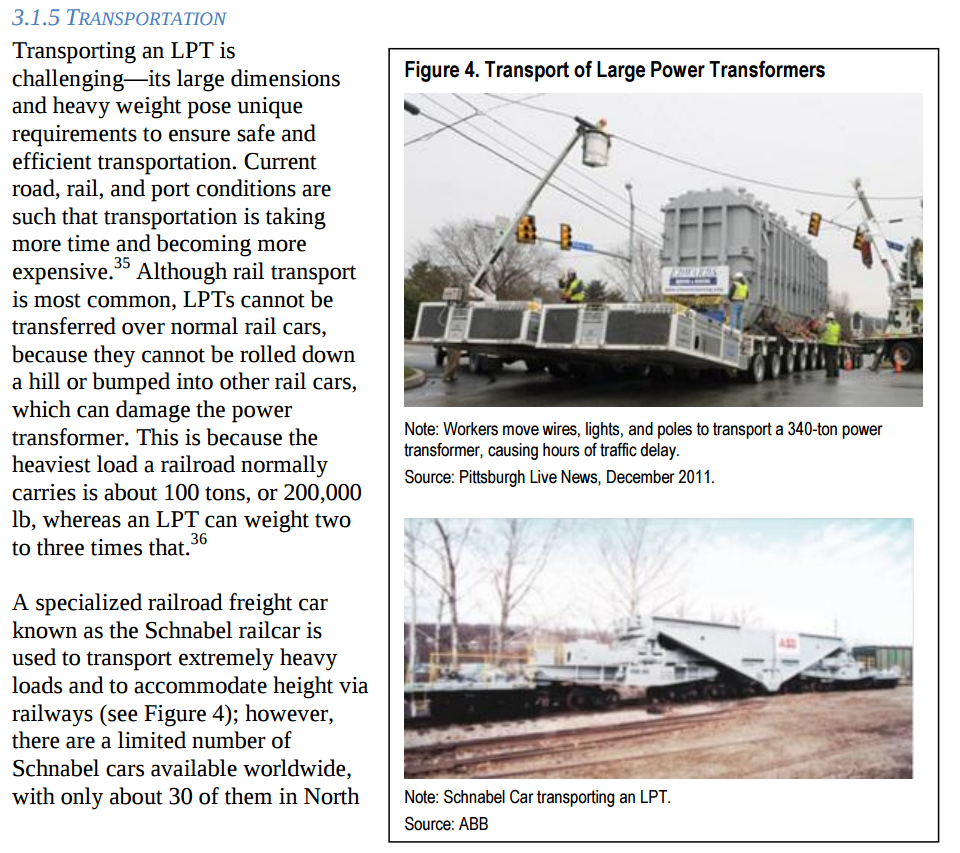 3.1.5 TRANSPORTATION
Transporting an LPT is
challenging—its large dimensions
and heavy weight pose unique
requirements to ensure safe and
efficient transportation. Current
road, rail, and port conditions are
such that transportation is taking
more time and becoming more
expensive.35 Although rail transport
is most common, LPTs cannot be
transferred over normal rail cars,
because they cannot be rolled down
a hill or bumped into other rail cars,
which can damage the power
transformer. This is because the
heaviest load a railroad normally
carries is about 100 tons, or 200,000
lb, whereas an LPT can weight two
to three times that.36
A specialized railroad freight car
known as the Schnabel railcar is
used to transport extremely heavy
loads and to accommodate height via
railways (see Figure 4); however,
there are a limited number of
Schnabel cars available worldwide,
with only about 30 of them in North
Figure 4. Transport of Large Power Transformers
EDWARDS
Note: Workers move wires, lights, and poles to transport a 340-ton power
transformer, causing hours of traffic delay.
Source: Pittsburgh Live News, December 2011.
ABB
Note: Schnabel Car transporting an LPT.
Source: ABB